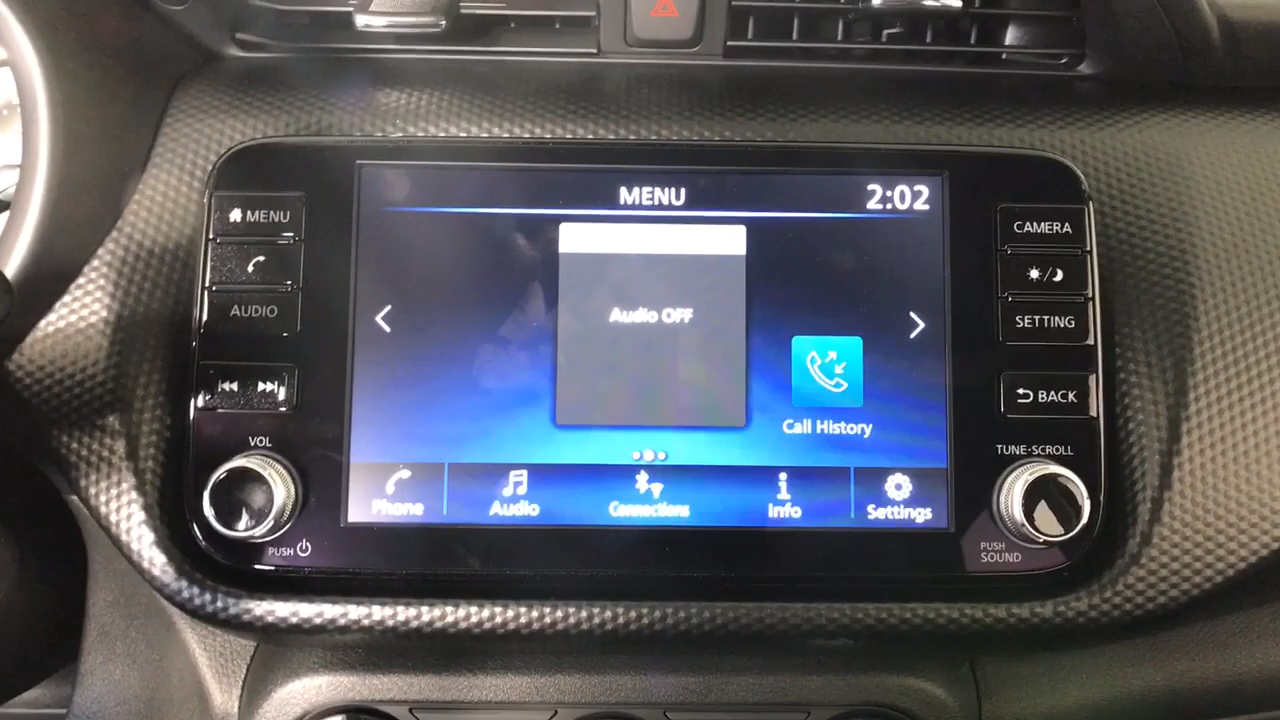 MENU
2:02
MENU
AUDIO
VOL
PUSH
Audio OFF
Call History
Phone
Audio
Connections
Info
Settings
CAMERA
SETTING
BACK
TUNE·SCROLL
PUSH
SOUND